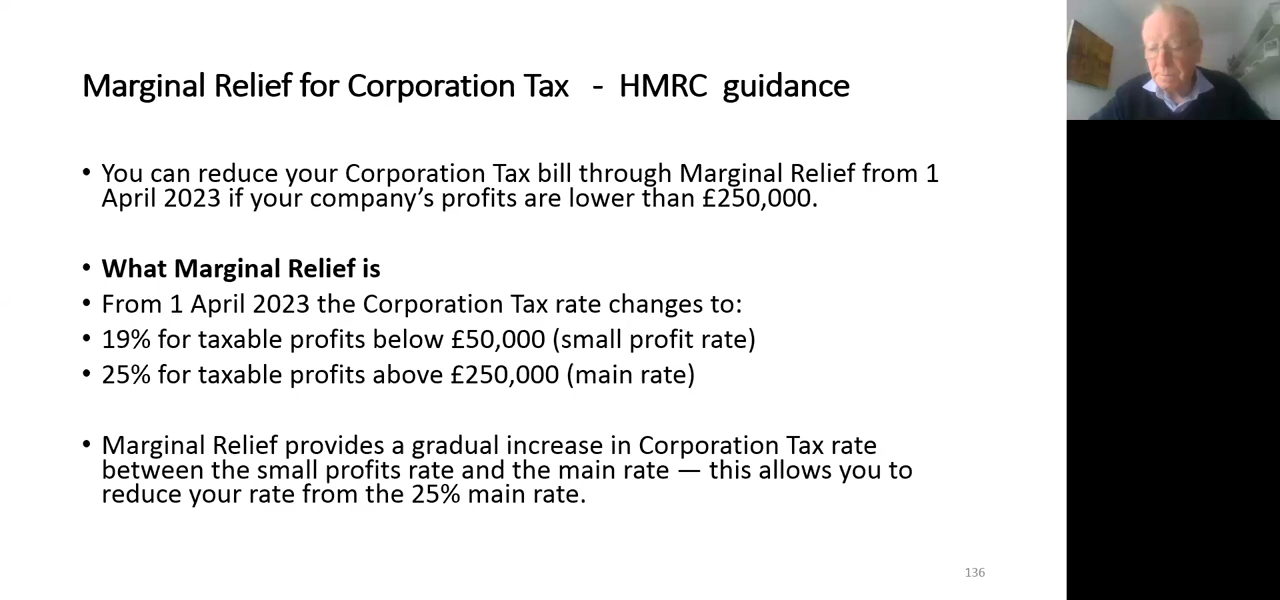 Marginal Relief for Corporation Tax - HMRC guidance
• You can reduce your Corporation Tax bill through Marginal Relief from 1
April 2023 if your company’s profits are lower than £250,000.
• What Marginal Relief is
• From 1 April 2023 the Corporation Tax rate changes to:
• 19% for taxable profits below £50,000 (small profit rate)
• 25% for taxable profits above £250,000 (main rate)
• Marginal Relief provides a gradual increase in Corporation Tax rate
between the small profits rate and the main rate — this allows you to
reduce your rate from the 25% main rate.
136